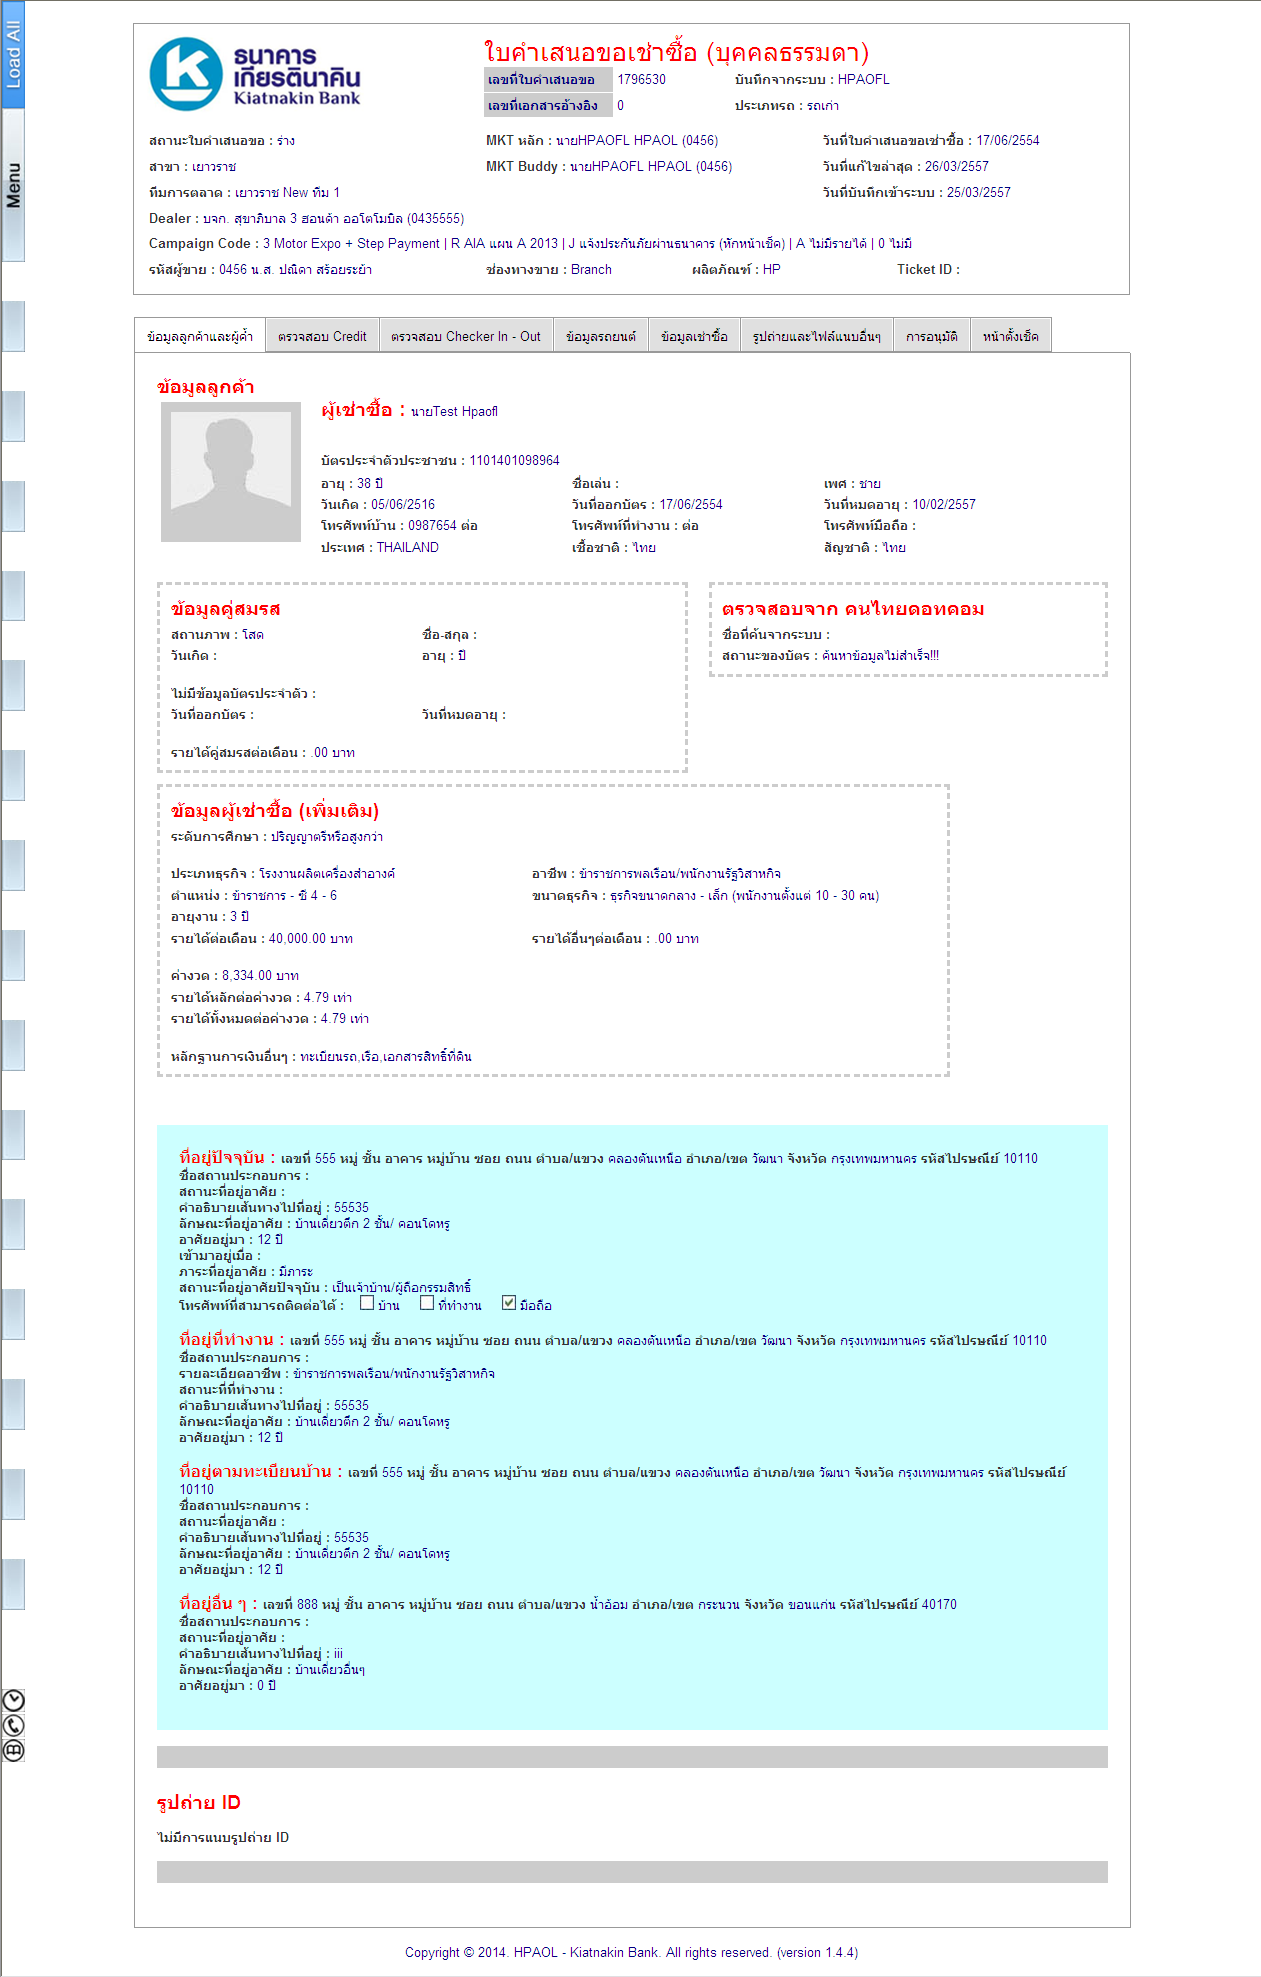 Load All
Menu
ธนาคาร
เกียรตินาคิน
Kiatnakin Bank
ใบคำเสนอขอเช่าซื้อ (บุคคลธรรมดา)
เลขที่ใบคำเสนอขอ 1796530 บันทึกจากระบบ : HPAOFL
เลขที่เอกสารอ้างอิง 0 ประเภทรถ : รถเก่า
สถานะใบคำเสนอขอ : ร่าง MKT หลัก : นายHPAOFL HPAOL (0456) วันที่ใบคำเสนอขอเช่าซื้อ : 17/06/2554
สาขา : เยาวราช MKT Buddy : นายHPAOFL HPAOL (0456) วันที่แก้ไขล่าสุด : 26/03/2557
ทีมการตลาด : เยาวราช New ทีม 1 วันที่บันทึกเข้าระบบ : 25/03/2557
Dealer : บจก. สุขาภิบาล 3 ฮอนด้า ออโตโมบิล (0435555)
Campaign Code : 3 Motor Expo + Step Payment | R AIA แผน A 2013 | J แจ้งประกันภัยผ่านธนาคาร (หักหน้าเช็ค) | A ไม่มีรายได้ | 0 ไม่มี
รหัสผู้ขาย : 0456 น.ส. ปณิดา สร้อยระย้า ช่องทางขาย : Branch ผลิตภัณฑ์ : HP Ticket ID :
ข้อมูลลูกค้าและผู้ค้ำ ตรวจสอบ Credit ตรวจสอบ Checker In - Out ข้อมูลรถยนต์ ข้อมูลเช่าซื้อ รูปถ่ายและไฟล์แนบอื่นๆ การอนุมัติ หน้าตั้งเช็ค
ข้อมูลลูกค้า
ผู้เช่าซื้อ : นายTest Hpaofl
บัตรประจำตัวประชาชน : 1101401098964
อายุ : 38 ปี ชื่อเล่น : เพศ : ชาย
วันเกิด : 05/06/2516 วันที่ออกบัตร : 17/06/2554 วันที่หมดอายุ : 10/02/2557
โทรศัพท์บ้าน : 0987654 ต่อ โทรศัพท์ที่ทำงาน : ต่อ โทรศัพท์มือถือ :
ประเทศ : THAILAND เชื้อชาติ : ไทย สัญชาติ : ไทย
ข้อมูลคู่สมรส
สถานภาพ : โสด ชื่อ-สกุล :
วันเกิด : อายุ : ปี
ไม่มีข้อมูลบัตรประจำตัว :
วันที่ออกบัตร : วันที่หมดอายุ :
รายได้คู่สมรสต่อเดือน : .00 บาท
ตรวจสอบจาก คนไทยดอทคอม
ชื่อที่ค้นจากระบบ :
สถานะของบัตร : ค้นหาข้อมูลไม่สำเร็จ!!!
ข้อมูลผู้เช่าซื้อ (เพิ่มเติม)
ระดับการศึกษา : ปริญญาตรีหรือสูงกว่า
ประเภทธุรกิจ : โรงงานผลิตเครื่องสำอางค์ อาชีพ : ข้าราชการพลเรือน/พนักงานรัฐวิสาหกิจ
ตำแหน่ง : ข้าราชการ - ซี 4 - 6 ขนาดธุรกิจ : ธุรกิจขนาดกลาง - เล็ก (พนักงานตั้งแต่ 10 - 30 คน)
อายุงาน : 3 ปี
รายได้ต่อเดือน : 40,000.00 บาท รายได้อื่นๆต่อเดือน : .00 บาท
ค่างวด : 8,334.00 บาท
รายได้หลักต่อค่างวด : 4.79 เท่า
รายได้ทั้งหมดต่อค่างวด : 4.79 เท่า
หลักฐานการเงินอื่นๆ : ทะเบียนรถ,เรือ,เอกสารสิทธิ์ที่ดิน
ที่อยู่ปัจจุบัน : เลขที่ 555 หมู่ ชั้น อาคาร หมู่บ้าน ซอย ถนน ตำบล/แขวง คลองตันเหนือ อำเภอ/เขต วัฒนา จังหวัด กรุงเทพมหานคร รหัสไปรษณีย์ 10110
ชื่อสถานประกอบการ :
สถานะที่อยู่อาศัย :
คำอธิบายเส้นทางไปที่อยู่ : 55535
ลักษณะที่อยู่อาศัย : บ้านเดี่ยวตึก 2 ชั้น/ คอนโดหรู
อาศัยอยู่มา : 12 ปี
เข้ามาอยู่เมื่อ :
ภาระที่อยู่อาศัย : มีภาระ
สถานะที่อยู่อาศัยปัจจุบัน : เป็นเจ้าบ้าน/ผู้ถือกรรมสิทธิ์
โทรศัพท์ที่สามารถติดต่อได้ : บ้าน ที่ทำงาน มือถือ
ที่อยู่ที่ทำงาน : เลขที่ 555 หมู่ ชั้น อาคาร หมู่บ้าน ซอย ถนน ตำบล/แขวง คลองตันเหนือ อำเภอ/เขต วัฒนา จังหวัด กรุงเทพมหานคร รหัสไปรษณีย์ 10110
ชื่อสถานประกอบการ :
รายละเอียดอาชีพ : ข้าราชการพลเรือน/พนักงานรัฐวิสาหกิจ
สถานะที่ที่ทำงาน :
คำอธิบายเส้นทางไปที่อยู่ : 55535
ลักษณะที่อยู่อาศัย : บ้านเดี่ยวตึก 2 ชั้น/ คอนโดหรู
อาศัยอยู่มา : 12 ปี
ที่อยู่ตามทะเบียนบ้าน : เลขที่ 555 หมู่ ชั้น อาคาร หมู่บ้าน ซอย ถนน ตำบล/แขวง คลองตันเหนือ อำเภอ/เขต วัฒนา จังหวัด กรุงเทพมหานคร รหัสไปรษณีย์
10110
ชื่อสถานประกอบการ :
สถานะที่อยู่อาศัย :
คำอธิบายเส้นทางไปที่อยู่ : 55535
ลักษณะที่อยู่อาศัย : บ้านเดี่ยวตึก 2 ชั้น/ คอนโดหรู
อาศัยอยู่มา : 12 ปี
ที่อยู่อื่น ๆ : เลขที่ 888 หมู่ ชั้น อาคาร หมู่บ้าน ซอย ถนน ตำบล/แขวง น้ำอ้อม อำเภอ/เขต กระนวน จังหวัด ขอนแก่น รหัสไปรษณีย์ 40170
ชื่อสถานประกอบการ :
สถานะที่อยู่อาศัย :
คำอธิบายเส้นทางไปที่อยู่ : iii
ลักษณะที่อยู่อาศัย : บ้านเดี่ยวอื่นๆ
อาศัยอยู่มา : 0 ปี
รูปถ่าย ID
ไม่มีการแนบรูปถ่าย ID
Copyright © 2014. HPAOL - Kiatnakin Bank. All rights reserved. (version 1.4.4)